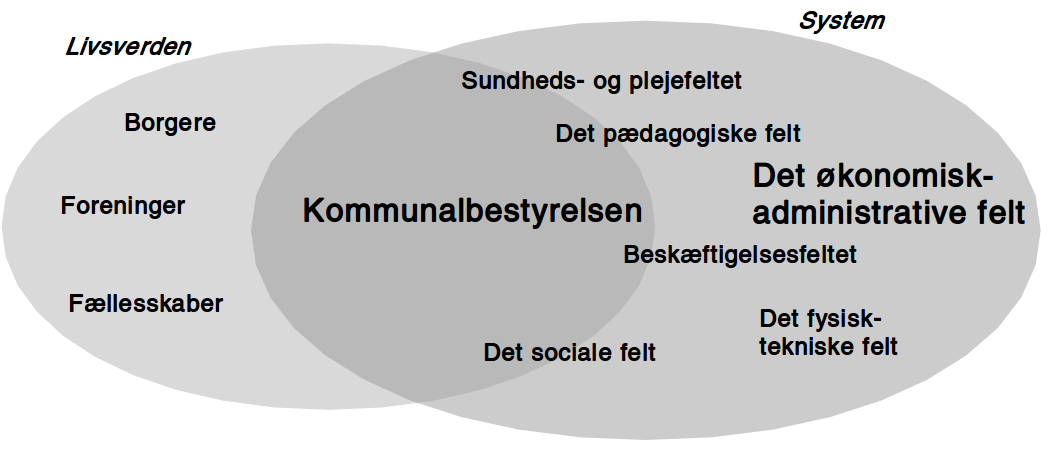 Livsverden
System
Sundheds- og plejefeltet
Borgere
Det pædagogiske felt
Det økonomisk-
administrative felt
Foreninger
Kommunalbestyrelsen
Beskæftigelsesfeltet
Fællesskaber
Det fysisk-
tekniske felt
Det sociale felt